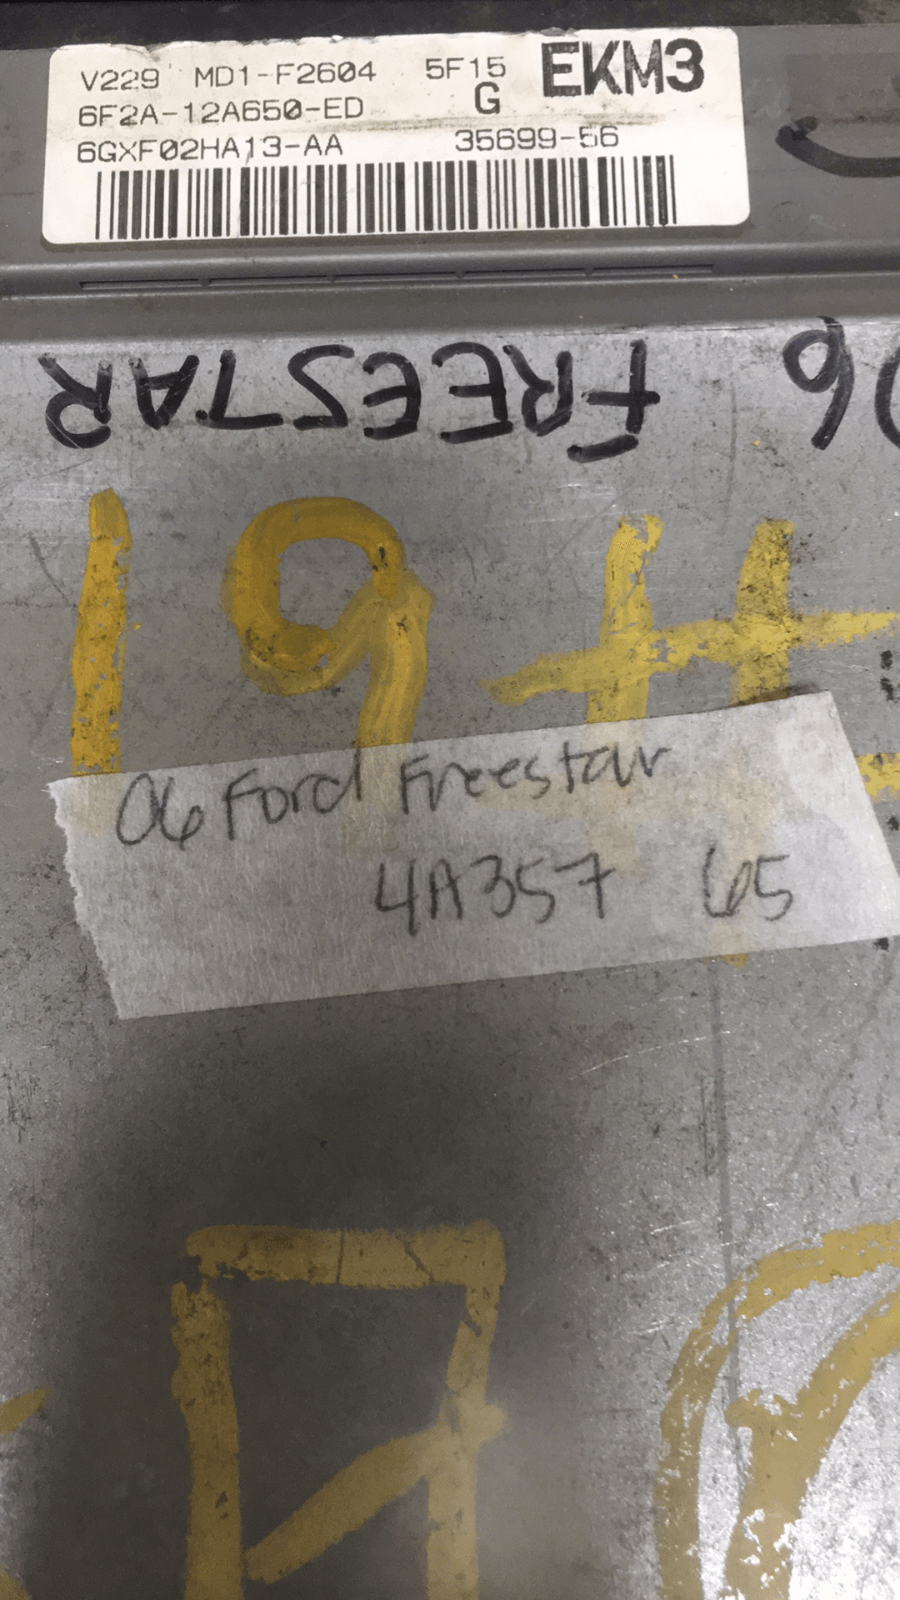 V229 MD1-F2604 5F15 EKM3
6F2A-12A650-ED G
6GXF02HA13-AA 35699-56
06 FREESTAR
19H
06 Ford Freestar
4A357 65